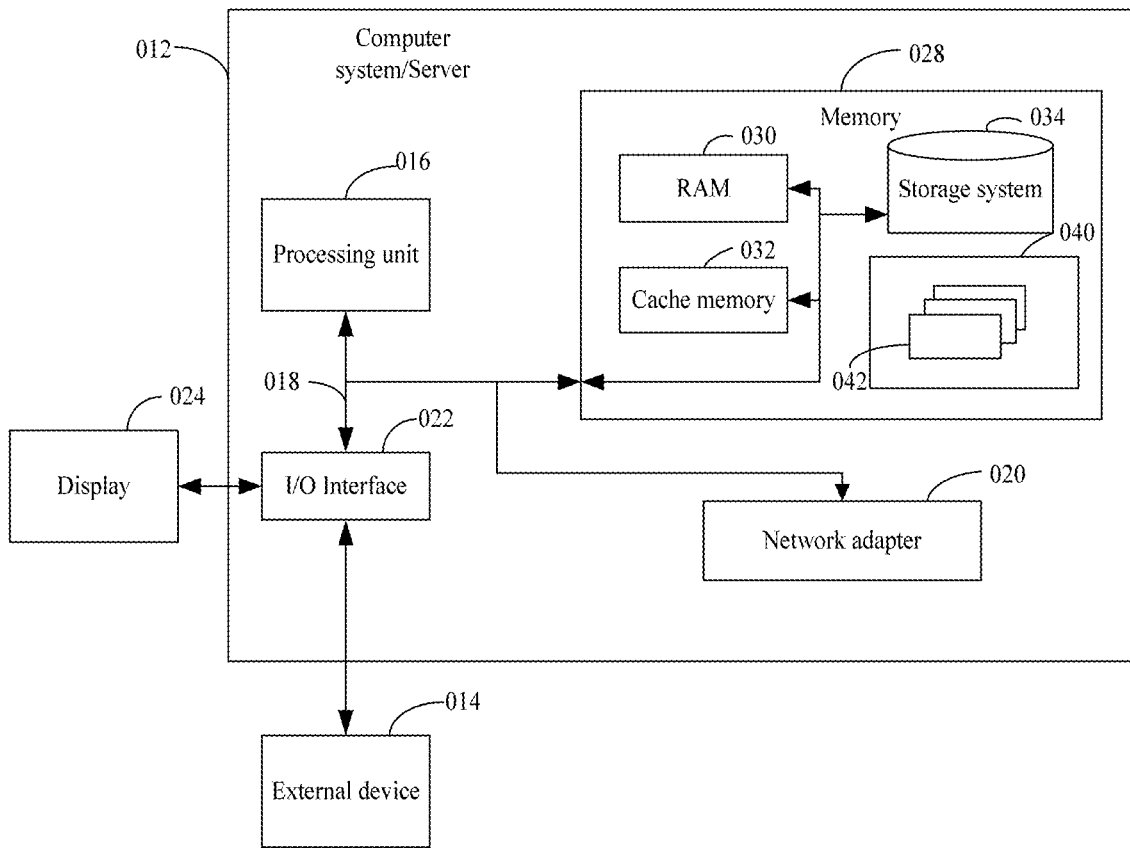 012
Computer
system/Server
028
Memory
034
030
RAM
Storage system
016
Processing unit
032
Cache memory
040
042
018
024
Display
022
I/O Interface
020
Network adapter
014
External device